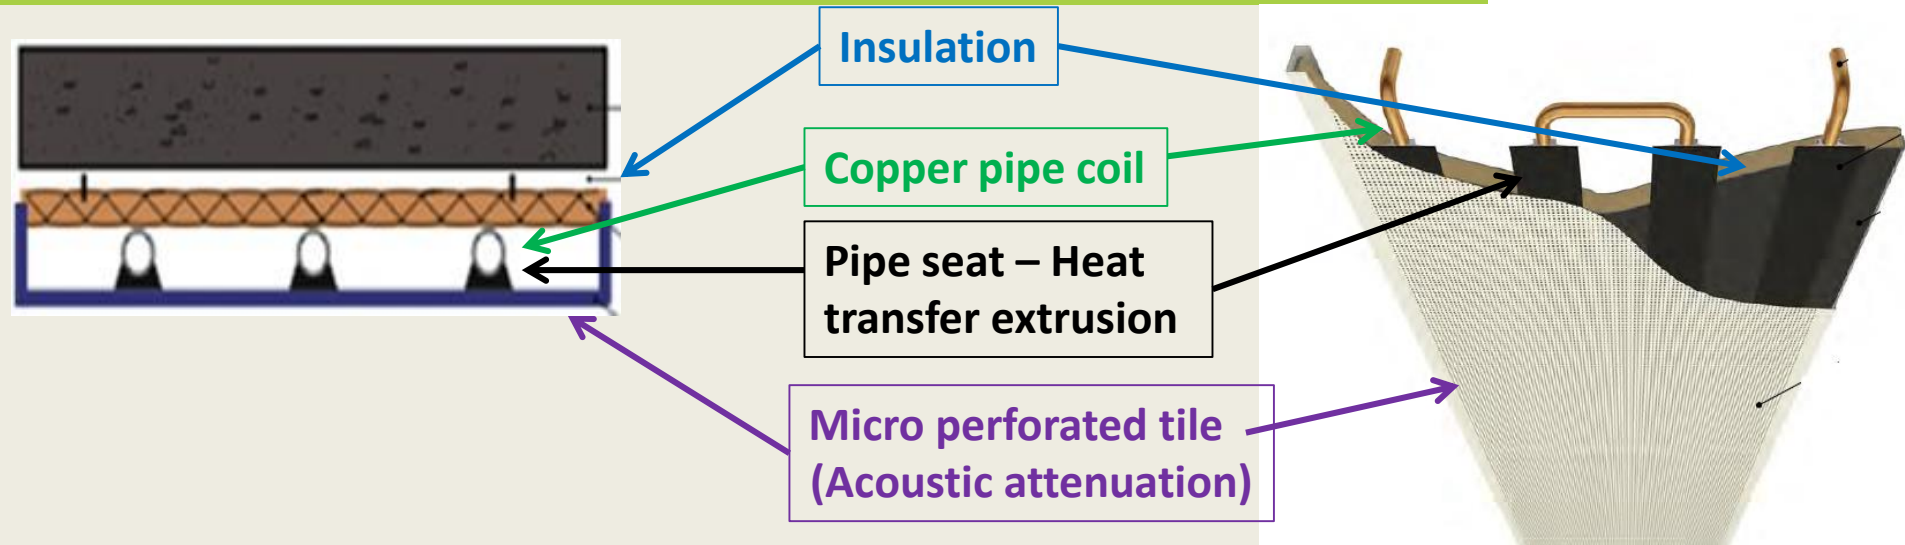 Insulation
Copper pipe coil
Pipe seat – Heat
transfer extrusion
Micro perforated tile
(Acoustic attenuation)